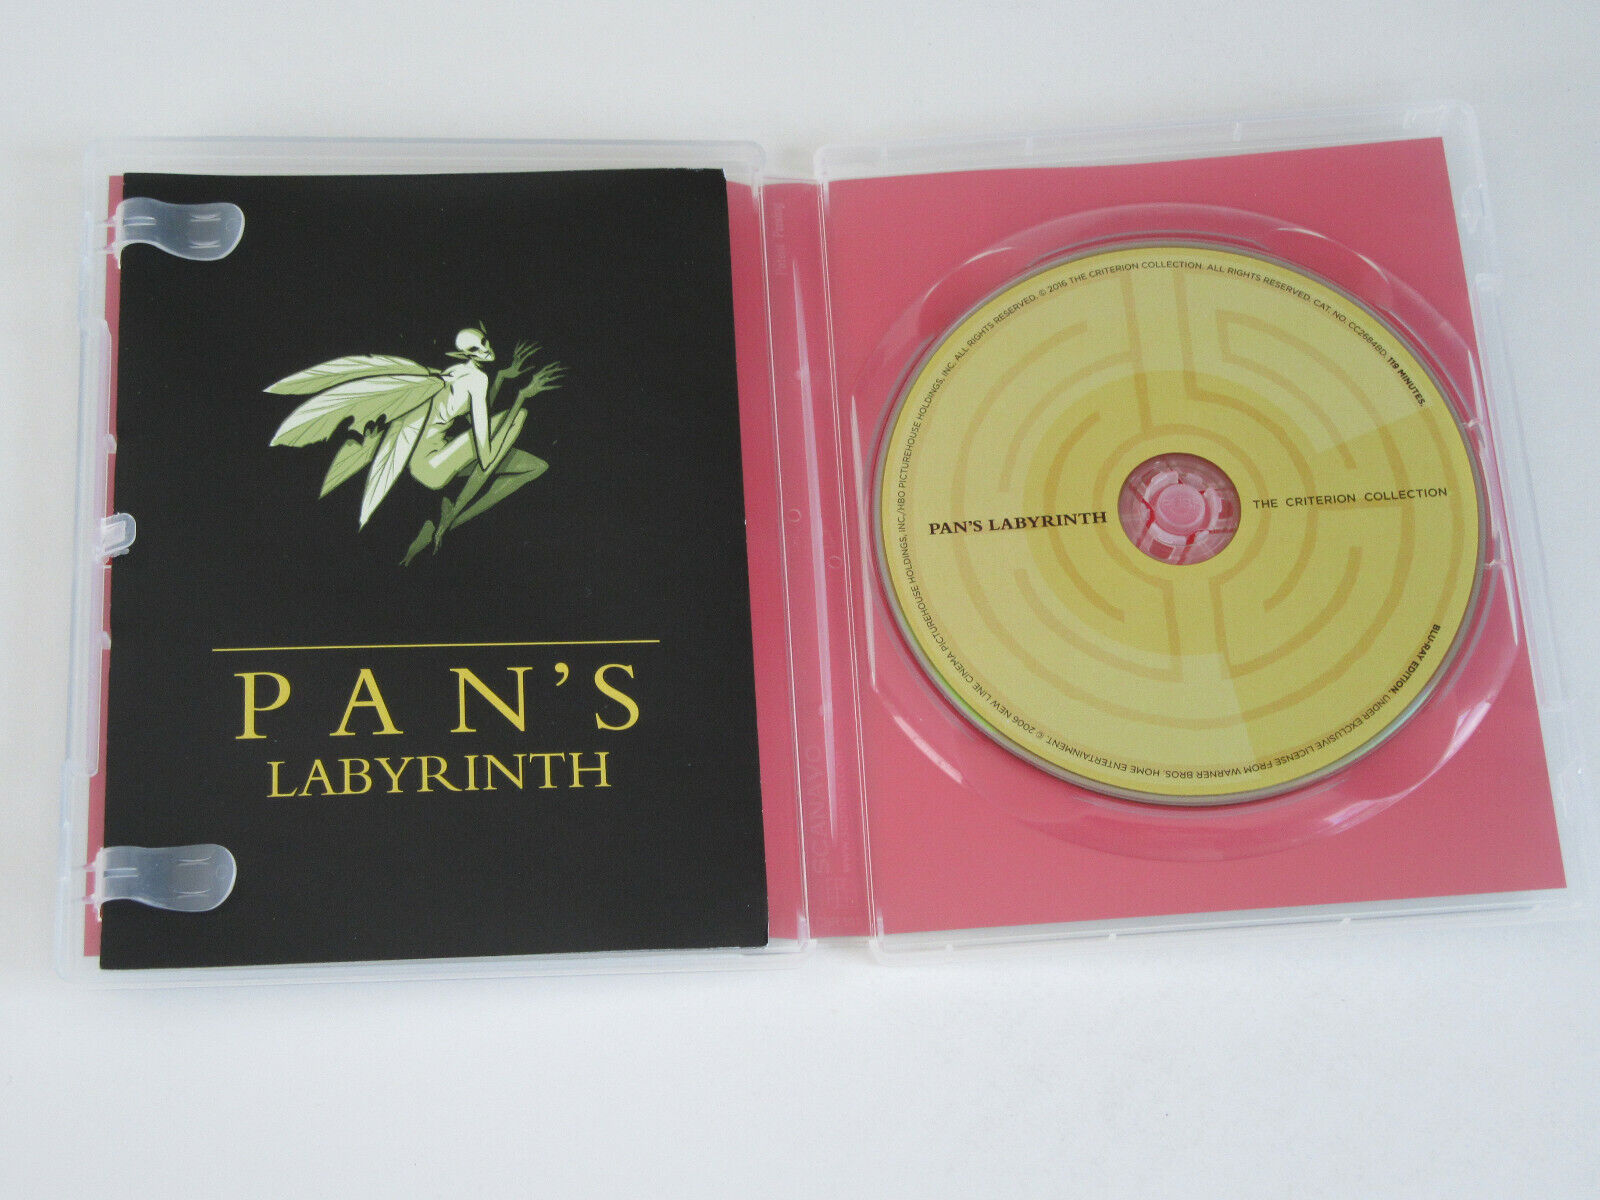 PAN'S
LABYRINTH
PAN'S LABYRINTH
THE CRITERION COLLECTION
© 2006 NEW LINE CINEMA PICTUREHOUSE HOLDINGS, INC./HBO PICTUREHOUSE HOLDINGS, INC. ALL RIGHTS RESERVED. © 2016 THE CRITERION COLLECTION. ALL RIGHTS RESERVED. CAT. NO. CC2684BD. 119 MINUTES.
BLU-RAY EDITION. UNDER EXCLUSIVE LICENSE FROM WARNER BROS. HOME ENTERTAINMENT.
SCANAVO